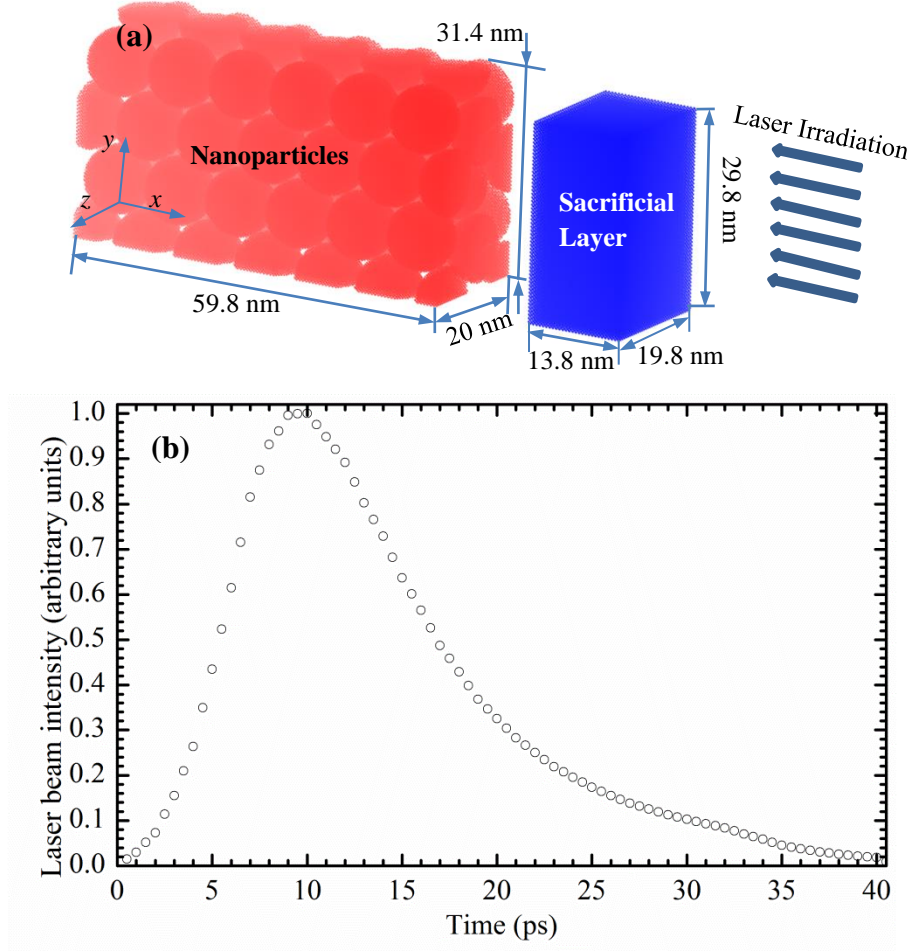 (a)
31.4 nm
Laser Irradiation
y
Nanoparticles
z
x
Sacrificial
Layer
29.8 nm
59.8 nm
20 nm
13.8 nm
19.8 nm
(b)
Laser beam intensity (arbitrary units)
1.0
0.9
0.8
0.7
0.6
0.5
0.4
0.3
0.2
0.1
0.0
0 5 10 15 20 25 30 35 40
Time (ps)